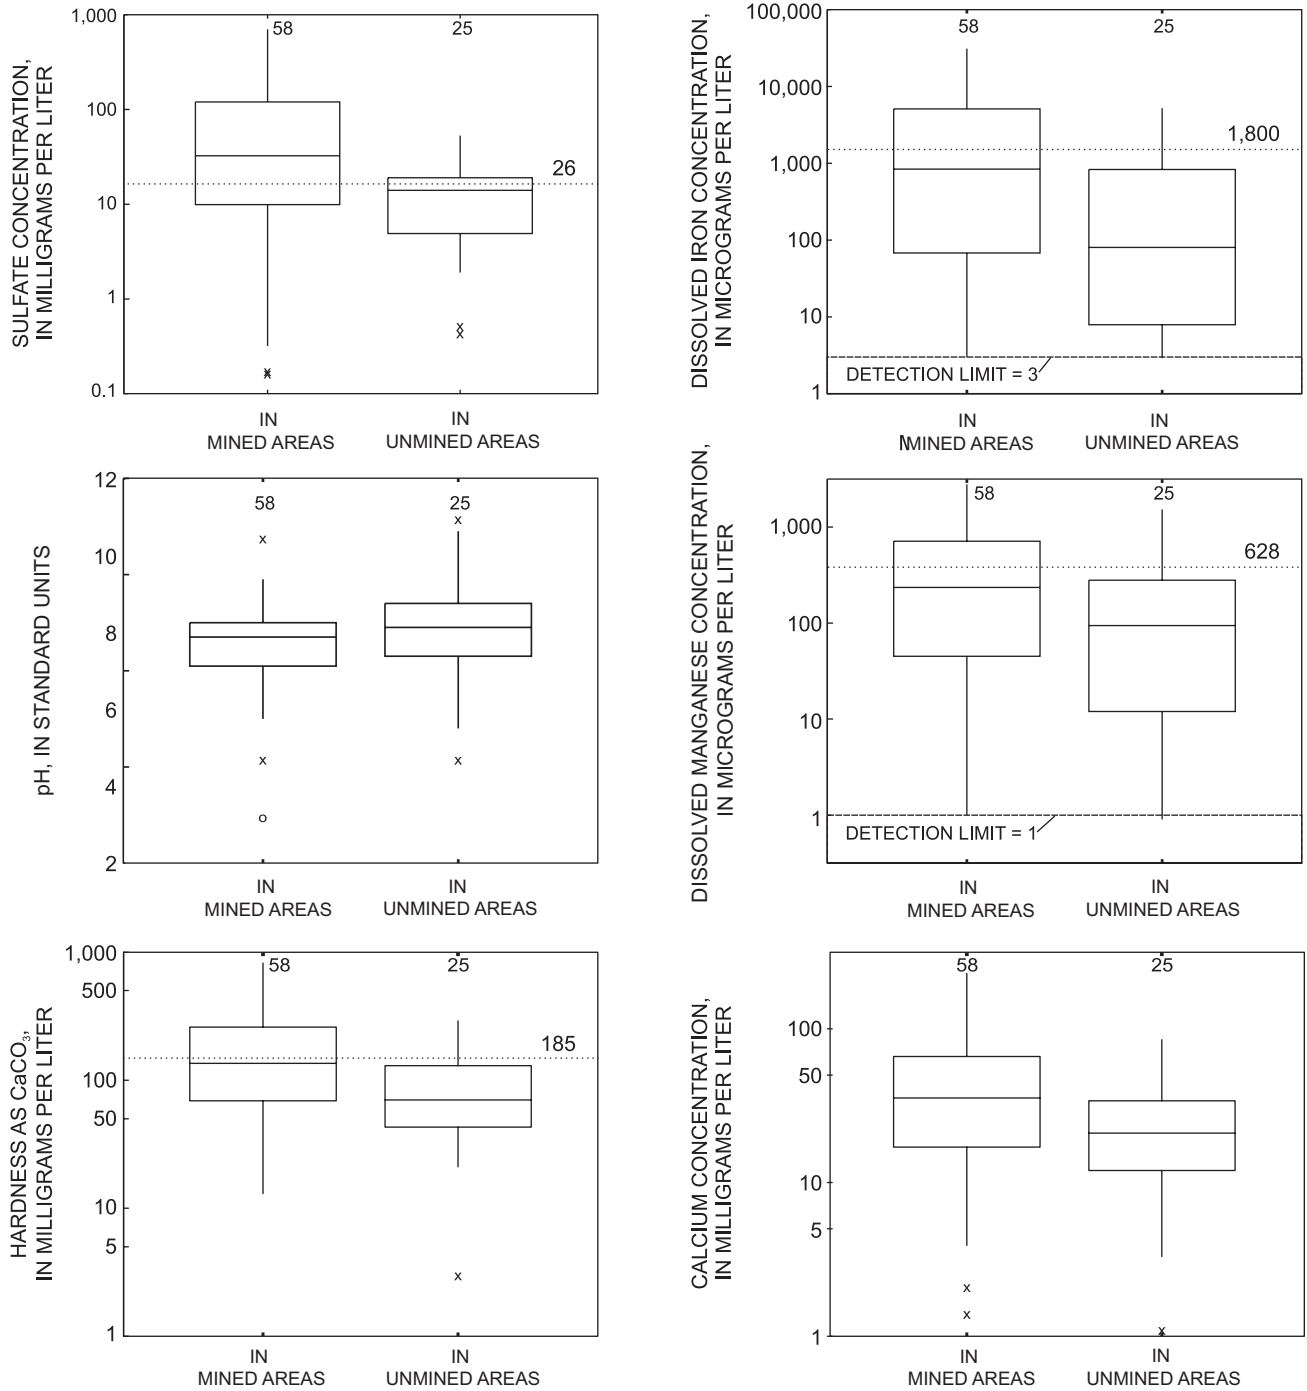 SULFATE CONCENTRATION,
IN MILLIGRAMS PER LITER
1,000
100
10
1
0.1
58
25
26
x
x
x
x
IN
MINED AREAS
IN
UNMINED AREAS
DISSOLVED IRON CONCENTRATION,
IN MICROGRAMS PER LITER
100,000
10,000
1,000
100
10
1
58
25
1,800
DETECTION LIMIT = 3
IN
MINED AREAS
IN
UNMINED AREAS
pH, IN STANDARD UNITS
12
10
8
6
4
2
58
25
x
x
x
x
o
IN
MINED AREAS
IN
UNMINED AREAS
DISSOLVED MANGANESE CONCENTRATION,
IN MICROGRAMS PER LITER
1,000
100
10
1
58
25
628
DETECTION LIMIT = 1
IN
MINED AREAS
IN
UNMINED AREAS
HARDNESS AS CaCO3,
IN MILLIGRAMS PER LITER
1,000
500
100
50
10
5
1
58
25
185
x
IN
MINED AREAS
IN
UNMINED AREAS
CALCIUM CONCENTRATION,
IN MILLIGRAMS PER LITER
100
50
10
5
1
58
25
x
x
x
IN
MINED AREAS
IN
UNMINED AREAS